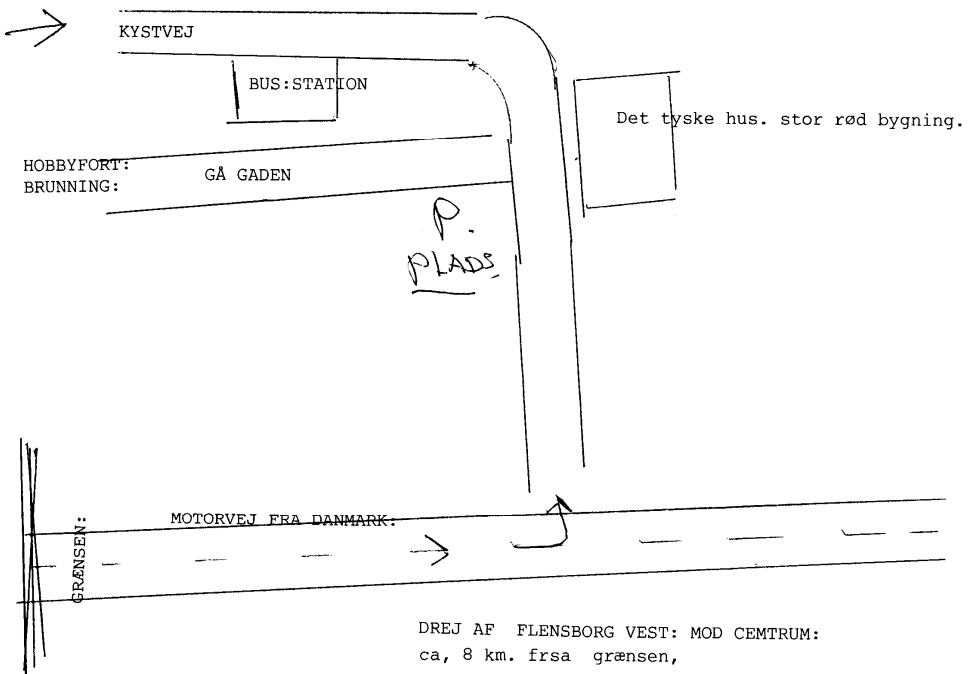 KYSTVEJ
BUS:STATION
Det tyske hus. stor rød bygning.
HOBBYFORT:
BRUNNING:
GÅ GADEN
P.
PLADS.
MOTORVEJ FRA DANMARK:
GRÆNSEN:
DREJ AF FLENSBORG VEST: MOD CEMTRUM:
ca, 8 km. frsa grænsen,